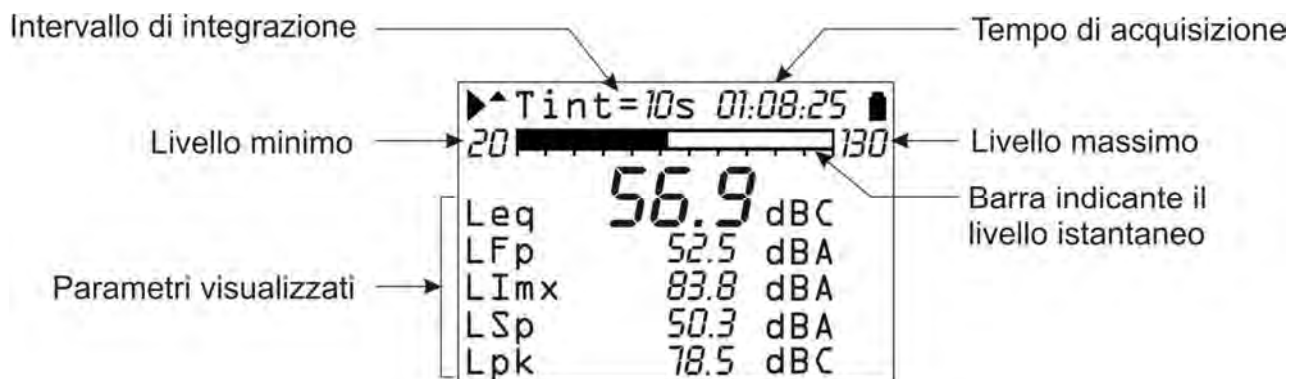 Intervallo di integrazione
Tempo di acquisizione
Tint=10s 01:08:25
Livello minimo
20
130
Livello massimo
Leq 56.9 dBC
Barra indicante il
livello istantaneo
LFp 52.5 dBA
Parametri visualizzati
LImx 83.8 dBA
LSp 50.3 dBA
Lpk 78.5 dBC